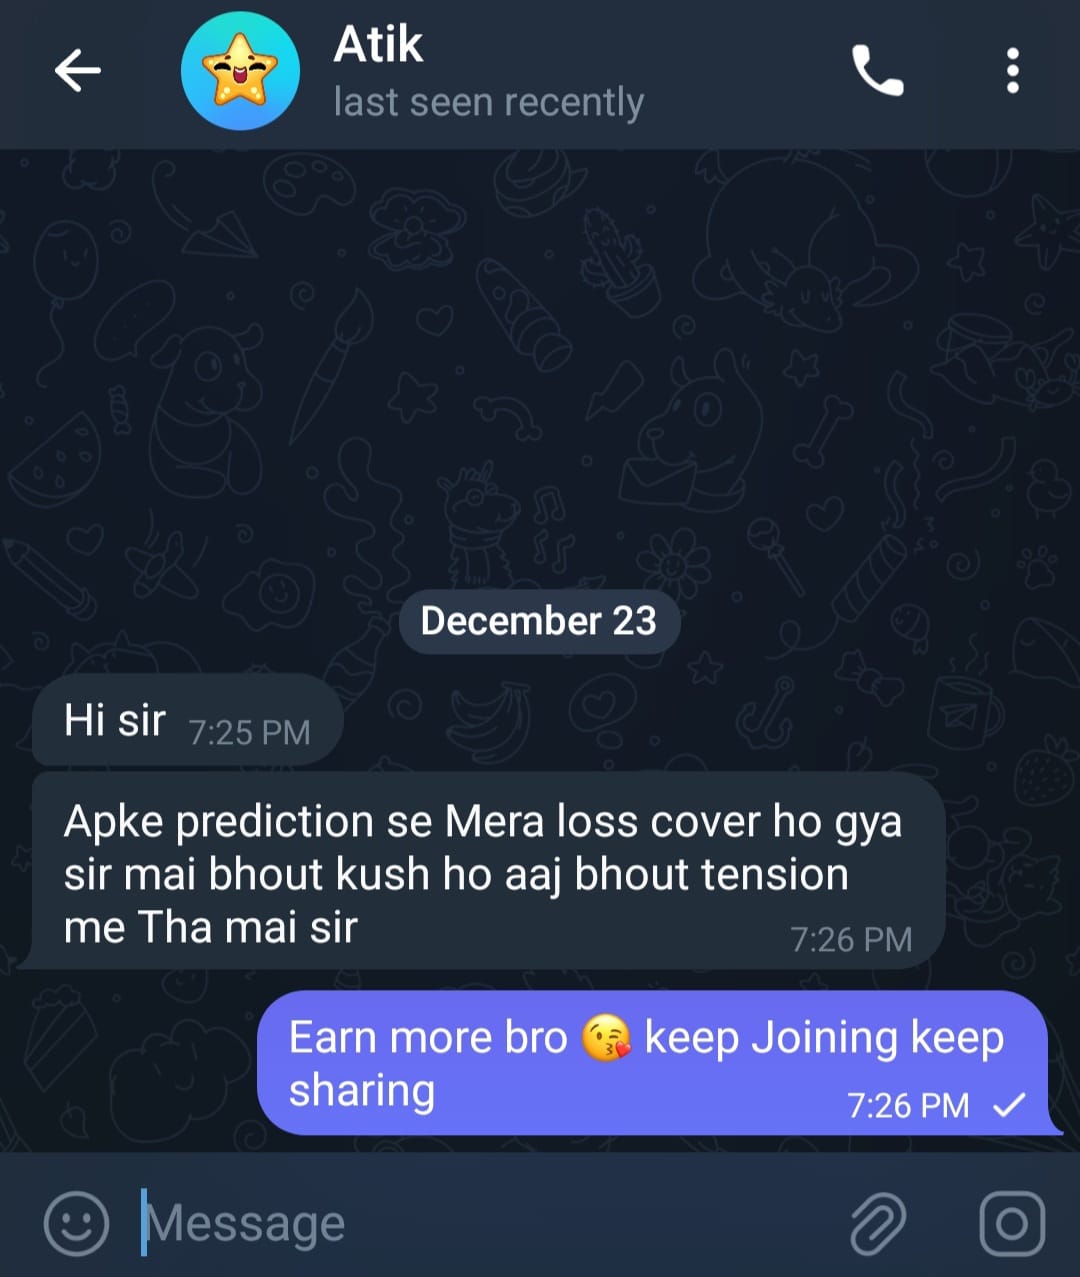 Atik
last seen recently
December 23
Hi sir 7:25 PM
Apke prediction se Mera loss cover ho gya
sir mai bhout kush ho aaj bhout tension
me Tha mai sir
7:26 PM
Earn more bro 😘 keep Joining keep
sharing
7:26 PM
Message